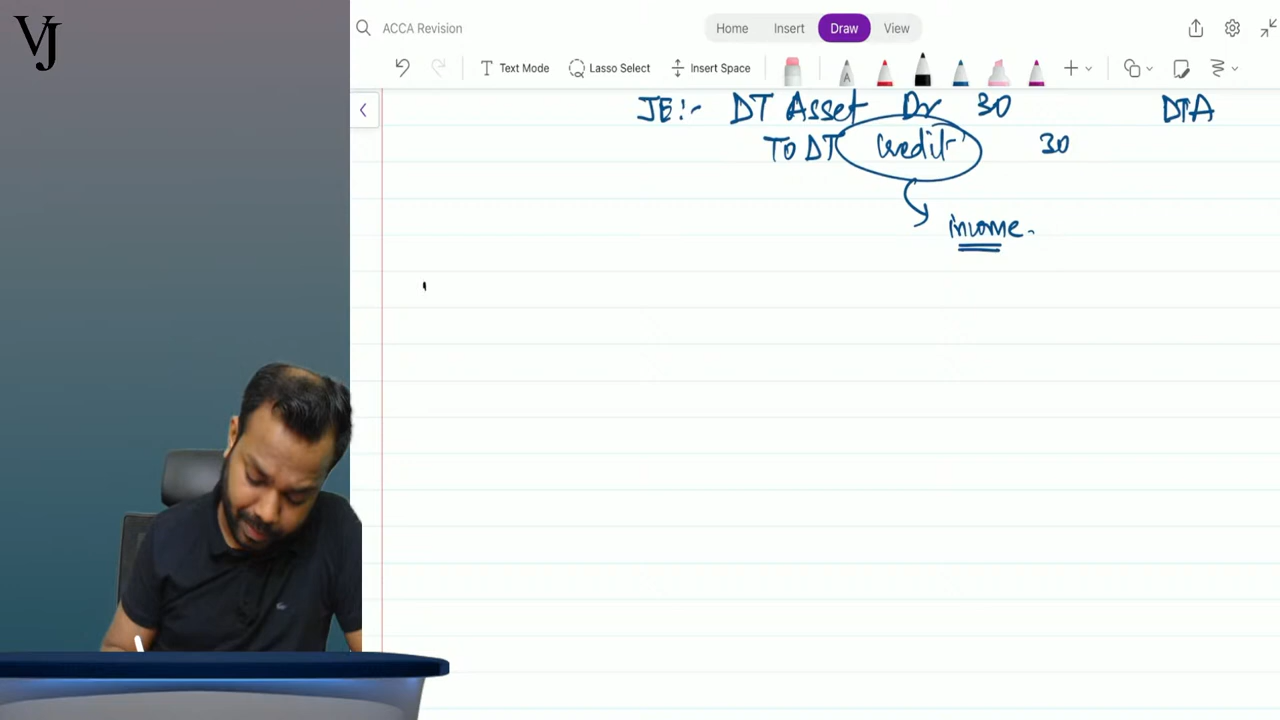 VJ
ACCA Revision
Home Insert Draw View
T Text Mode Lasso Select Insert Space
JE:- DT Asset Dr 30 DTA
To DT credit 30
income.